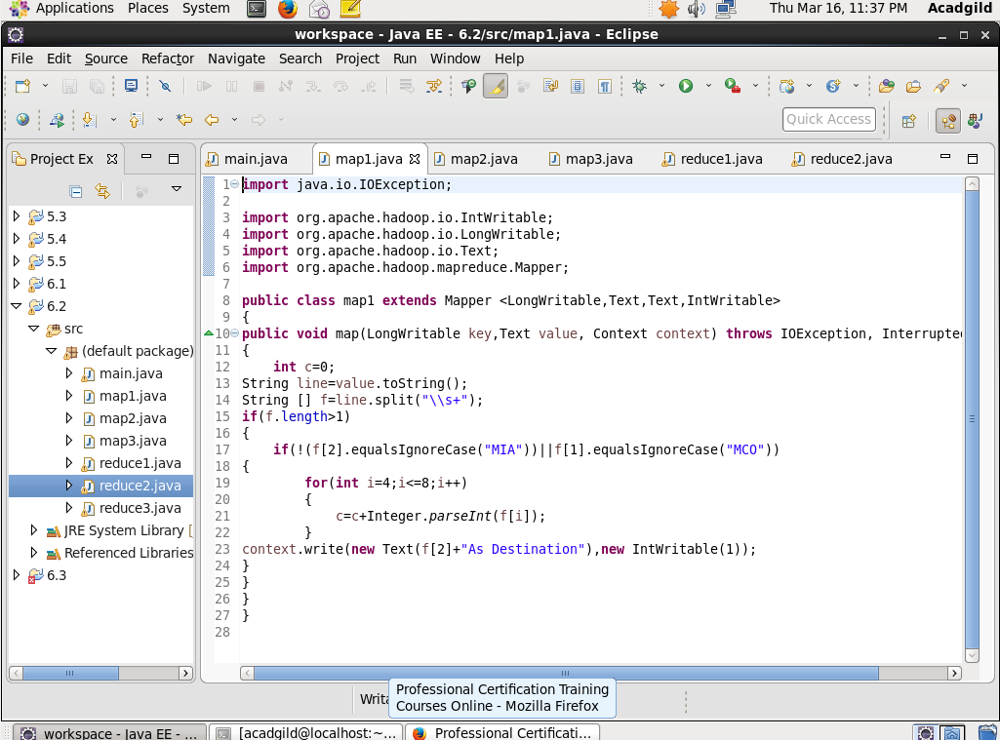 Applications Places System Thu Mar 16, 11:37 PM Acadgild
workspace - Java EE - 6.2/src/map1.java - Eclipse
File Edit Source Refactor Navigate Search Project Run Window Help
Quick Access
Project Ex
main.java map1.java map2.java map3.java reduce1.java reduce2.java
5.3
5.4
5.5
6.1
6.2
src
(default package)
main.java
map1.java
map2.java
map3.java
reduce1.java
reduce2.java
reduce3.java
JRE System Library [
Referenced Libraries
6.3
1 import java.io.IOException;
2
3 import org.apache.hadoop.io.IntWritable;
4 import org.apache.hadoop.io.LongWritable;
5 import org.apache.hadoop.io.Text;
6 import org.apache.hadoop.mapreduce.Mapper;
7
8 public class map1 extends Mapper <LongWritable,Text,Text,IntWritable>
9 {
10 public void map(LongWritable key,Text value, Context context) throws IOException, Interrupte
11 {
12     int c=0;
13 String line=value.toString();
14 String [] f=line.split("\\s+");
15 if(f.length>1)
16 {
17     if(!(f[2].equalsIgnoreCase("MIA"))||f[1].equalsIgnoreCase("MCO"))
18 {
19         for(int i=4;i<=8;i++)
20         {
21             c=c+Integer.parseInt(f[i]);
22         }
23 context.write(new Text(f[2]+"As Destination"),new IntWritable(1));
24 }
25 }
26 }
27 }
28
Writa
Professional Certification Training
Courses Online - Mozilla Firefox
workspace - Java EE - ... [acadgild@localhost:~... Professional Certificati...